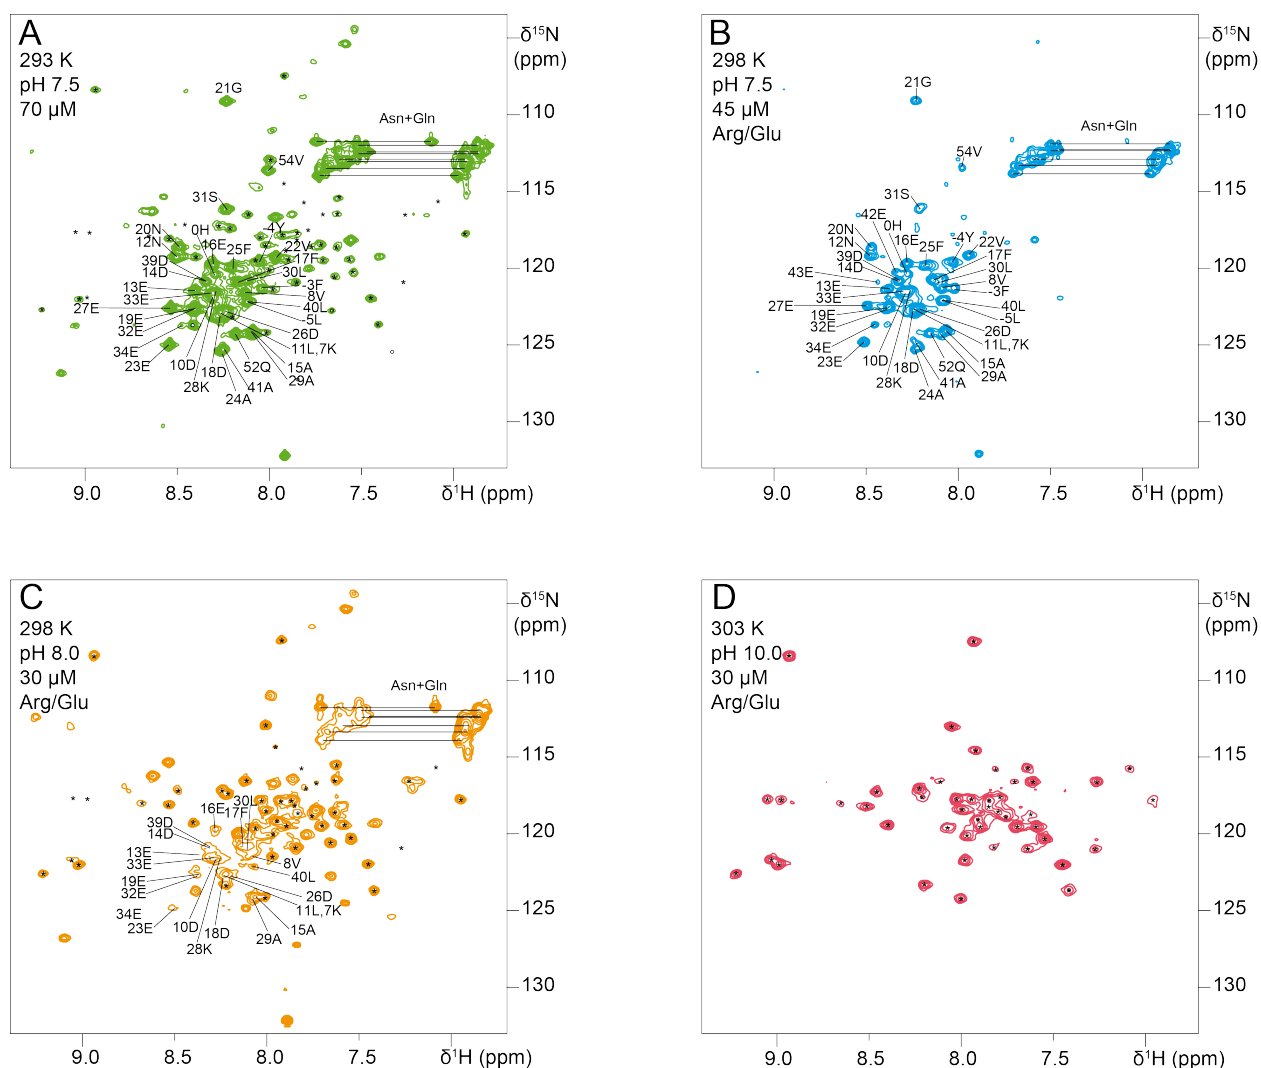 A
293 K
pH 7.5
70 µM
δ¹⁵N
(ppm)
21G
110
Asn+Gln
54V
115
31S
20N
0H
-4Y
12N
16E
22V
39D
25F
17F
14D
30L
120
13E
-3F
33E
8V
27E
40L
19E
-5L
32E
26D
34E
11L,7K
23E
10D
52Q
15A
125
18D
29A
28K
41A
24A
130
9.0
8.5
8.0
7.5
δ¹H (ppm)
B
298 K
pH 7.5
45 µM
Arg/Glu
δ¹⁵N
(ppm)
21G
110
Asn+Gln
54V
115
31S
42E
20N
0H
-4Y
12N
16E
22V
39D
25F
17F
14D
30L
120
43E
8V
13E
-3F
33E
40L
27E
-5L
19E
26D
32E
11L,7K
34E
10D
52Q
15A
125
23E
18D
29A
28K
41A
24A
130
9.0
8.5
8.0
7.5
δ¹H (ppm)
C
298 K
pH 8.0
30 µM
Arg/Glu
δ¹⁵N
(ppm)
110
Asn+Gln
115
30L
16E
17F
39D
14D
120
13E
33E
8V
19E
40L
32E
26D
34E
11L,7K
23E
10D
18D
15A
125
28K
29A
130
9.0
8.5
8.0
7.5
δ¹H (ppm)
D
303 K
pH 10.0
30 µM
Arg/Glu
δ¹⁵N
(ppm)
110
115
120
125
130
9.0
8.5
8.0
7.5
δ¹H (ppm)